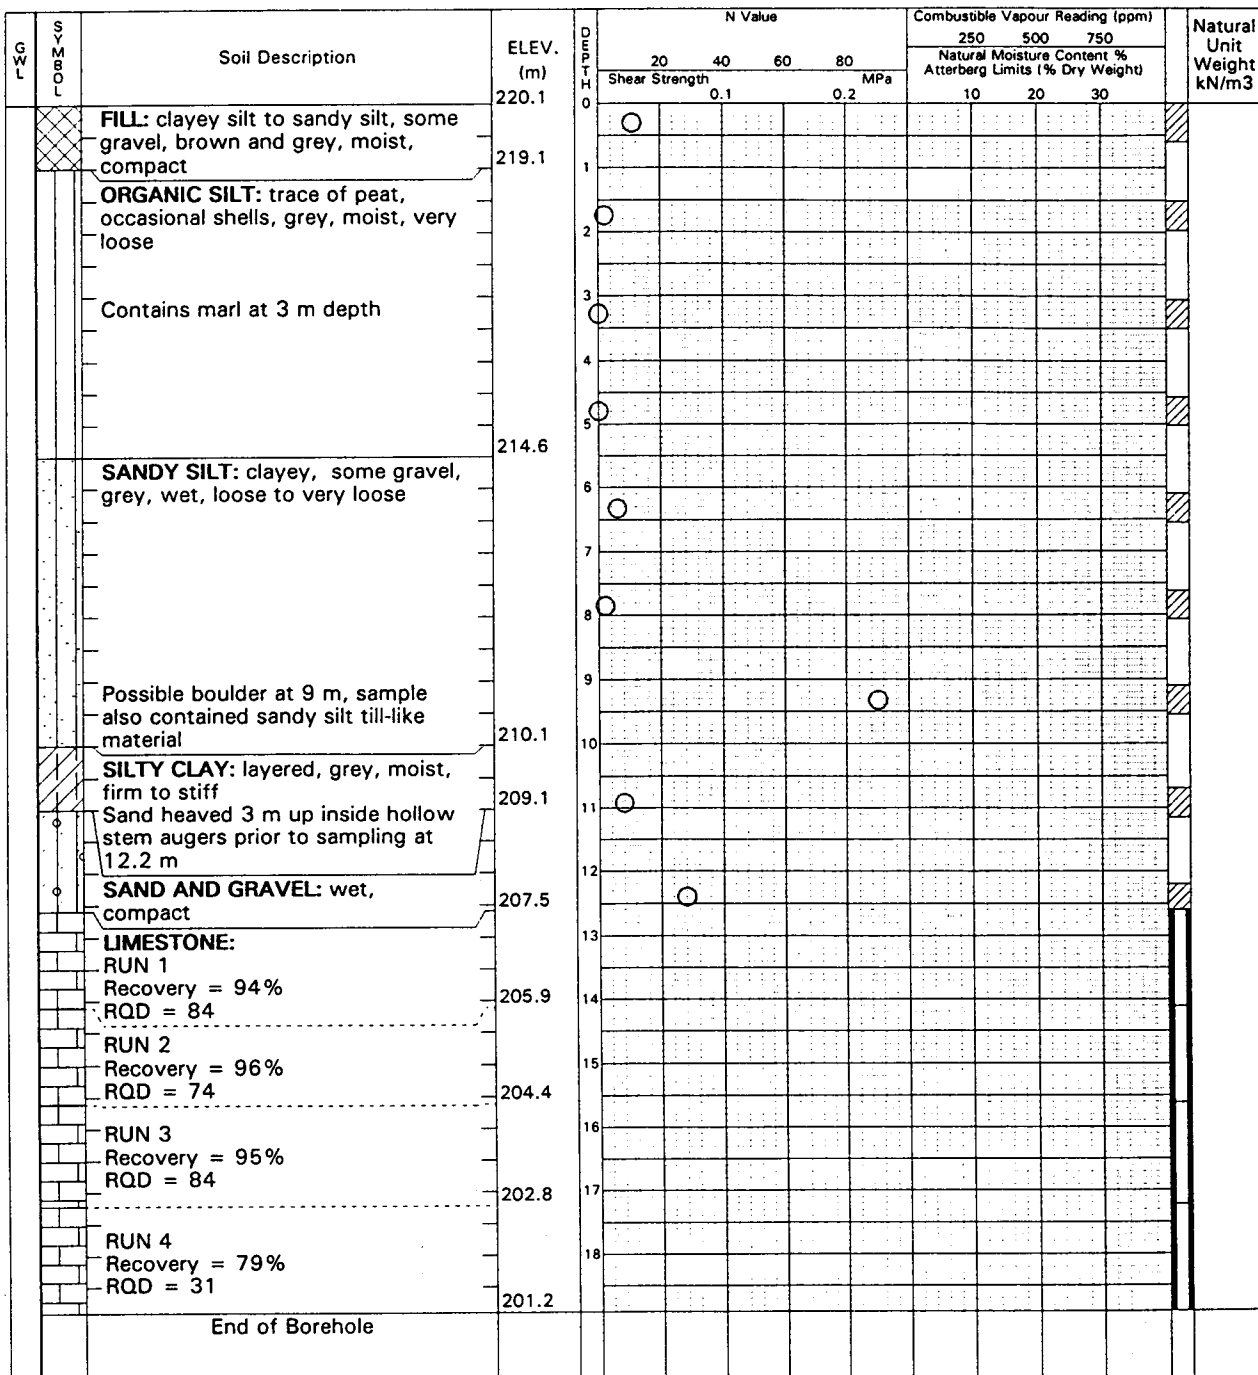 GWL
SYMBOL
Soil Description
ELEV.
(m)
DEPTH
N Value
20 40 60 80
Shear Strength MPa
0.1 0.2
Combustible Vapour Reading (ppm)
250 500 750
Natural Moisture Content %
Atterberg Limits (% Dry Weight)
10 20 30
Natural
Unit
Weight
kN/m3
220.1
0
FILL: clayey silt to sandy silt, some
gravel, brown and grey, moist,
compact
219.1
1
ORGANIC SILT: trace of peat,
occasional shells, grey, moist, very
loose
2
Contains marl at 3 m depth
3
4
5
214.6
SANDY SILT: clayey, some gravel,
grey, wet, loose to very loose
6
7
8
Possible boulder at 9 m, sample
also contained sandy silt till-like
material
9
210.1
10
SILTY CLAY: layered, grey, moist,
firm to stiff
209.1
11
Sand heaved 3 m up inside hollow
stem augers prior to sampling at
12.2 m
12
SAND AND GRAVEL: wet,
compact
207.5
13
LIMESTONE:
RUN 1
Recovery = 94%
RQD = 84
205.9
14
RUN 2
Recovery = 96%
RQD = 74
15
204.4
16
RUN 3
Recovery = 95%
RQD = 84
17
202.8
RUN 4
Recovery = 79%
RQD = 31
18
201.2
End of Borehole